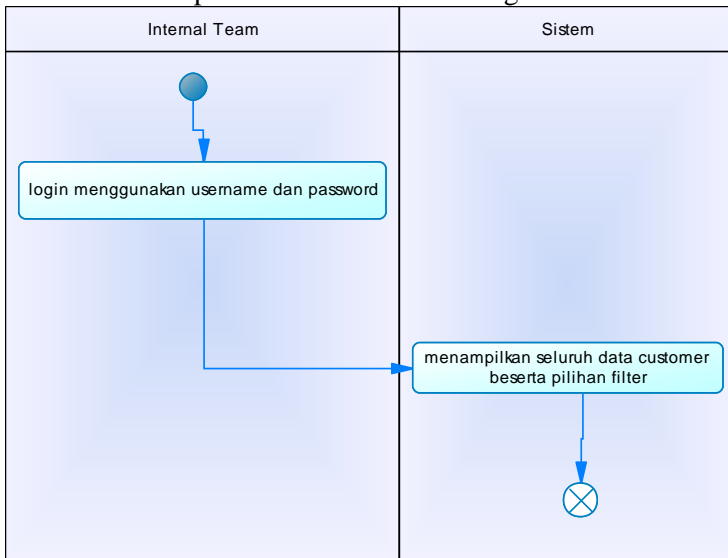 Internal Team
Sistem
login menggunakan username dan password
menampilkan seluruh data customer
beserta pilihan filter